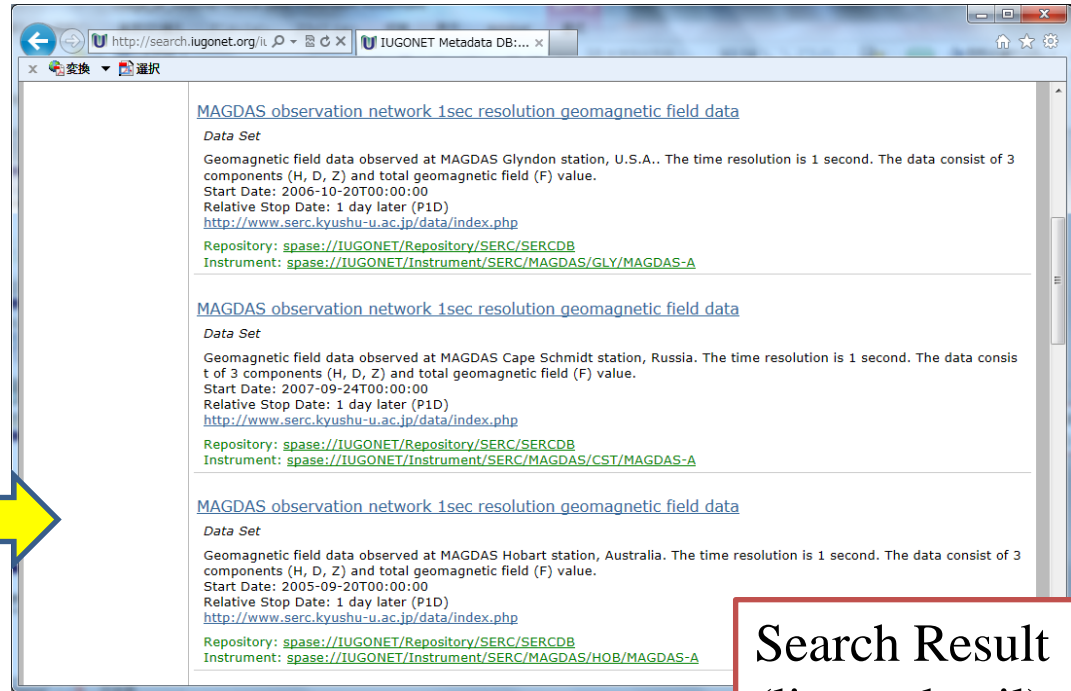 http://search.iugonet.org/it
IUGONET Metadata DB:... ×
x 変換 ▼ 選択
MAGDAS observation network 1sec resolution geomagnetic field data
Data Set
Geomagnetic field data observed at MAGDAS Glyndon station, U.S.A.. The time resolution is 1 second. The data consist of 3
components (H, D, Z) and total geomagnetic field (F) value.
Start Date: 2006-10-20T00:00:00
Relative Stop Date: 1 day later (P1D)
http://www.serc.kyushu-u.ac.jp/data/index.php
Repository: spase://IUGONET/Repository/SERC/SERCDB
Instrument: spase://IUGONET/Instrument/SERC/MAGDAS/GLY/MAGDAS-A
MAGDAS observation network 1sec resolution geomagnetic field data
Data Set
Geomagnetic field data observed at MAGDAS Cape Schmidt station, Russia. The time resolution is 1 second. The data consis
t of 3 components (H, D, Z) and total geomagnetic field (F) value.
Start Date: 2007-09-24T00:00:00
Relative Stop Date: 1 day later (P1D)
http://www.serc.kyushu-u.ac.jp/data/index.php
Repository: spase://IUGONET/Repository/SERC/SERCDB
Instrument: spase://IUGONET/Instrument/SERC/MAGDAS/CST/MAGDAS-A
MAGDAS observation network 1sec resolution geomagnetic field data
Data Set
Geomagnetic field data observed at MAGDAS Hobart station, Australia. The time resolution is 1 second. The data consist of 3
components (H, D, Z) and total geomagnetic field (F) value.
Start Date: 2005-09-20T00:00:00
Relative Stop Date: 1 day later (P1D)
http://www.serc.kyushu-u.ac.jp/data/index.php
Repository: spase://IUGONET/Repository/SERC/SERCDB
Instrument: spase://IUGONET/Instrument/SERC/MAGDAS/HOB/MAGDAS-A
Search Result